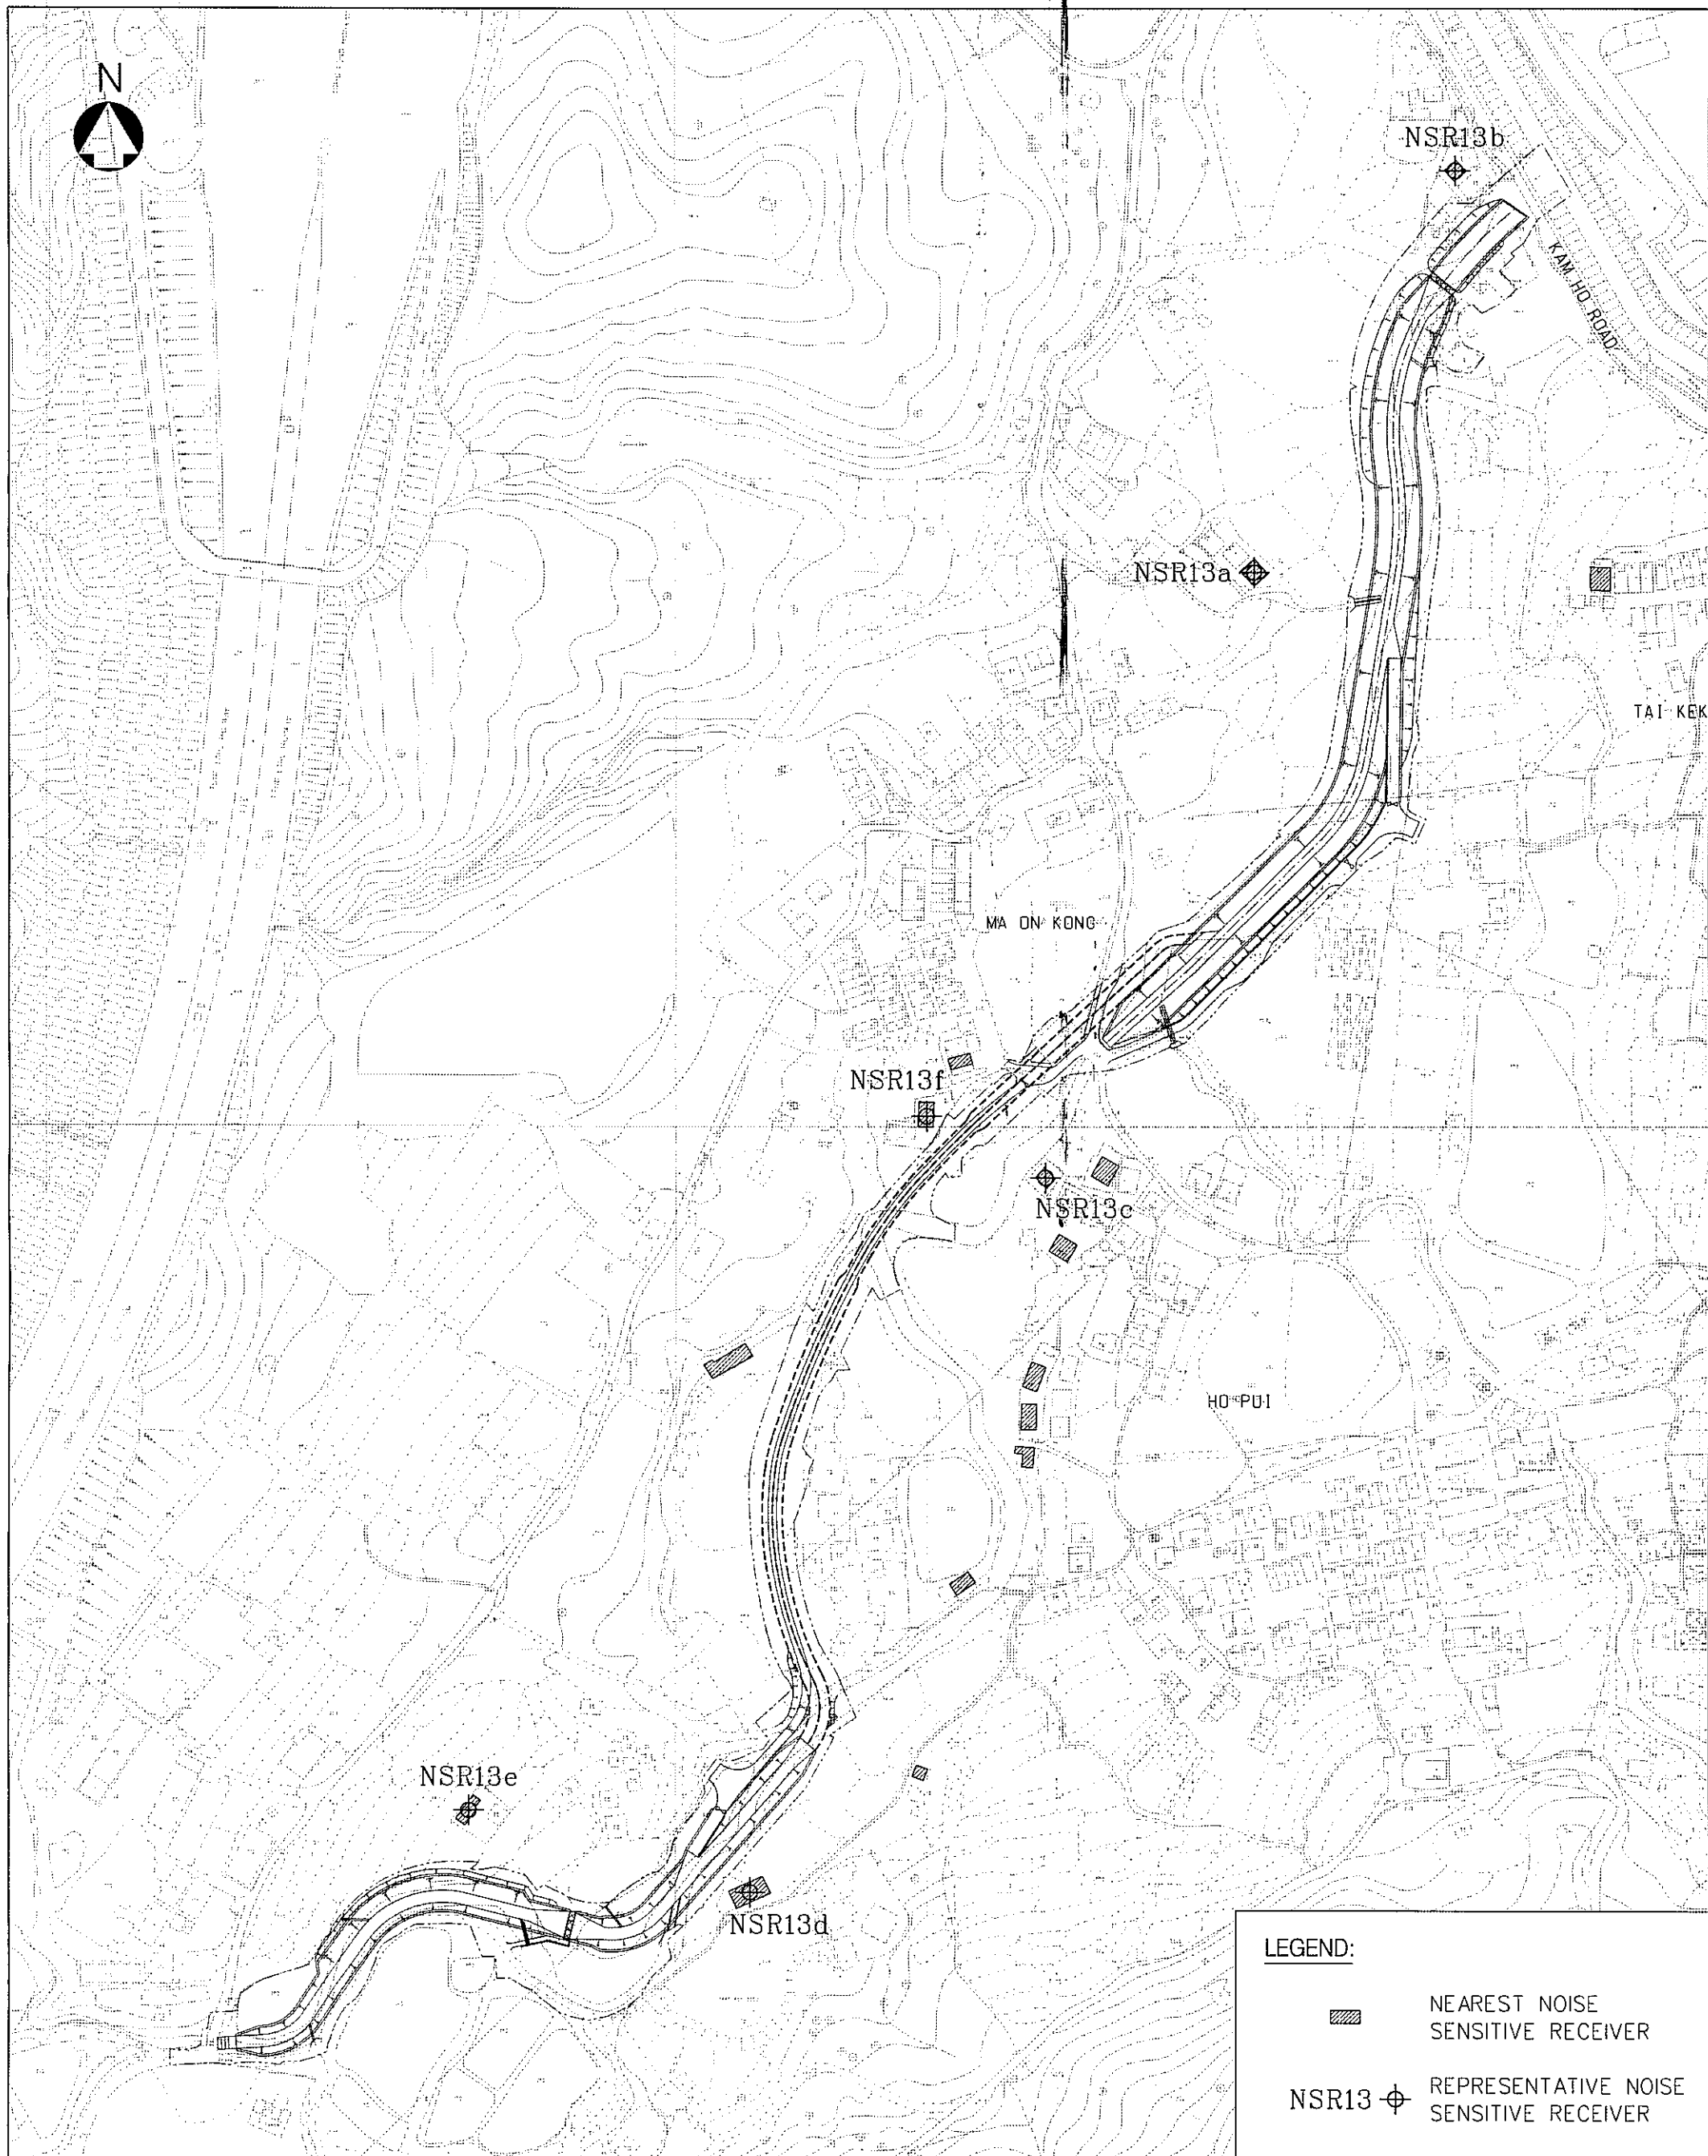 N
NSR13b
KAM HO ROAD
NSR13a
TAI KEK
MA ON KONG
NSR13f
NSR13c
HO PUI
NSR13e
NSR13d
LEGEND:
NEAREST NOISE
SENSITIVE RECEIVER
NSR13
REPRESENTATIVE NOISE
SENSITIVE RECEIVER